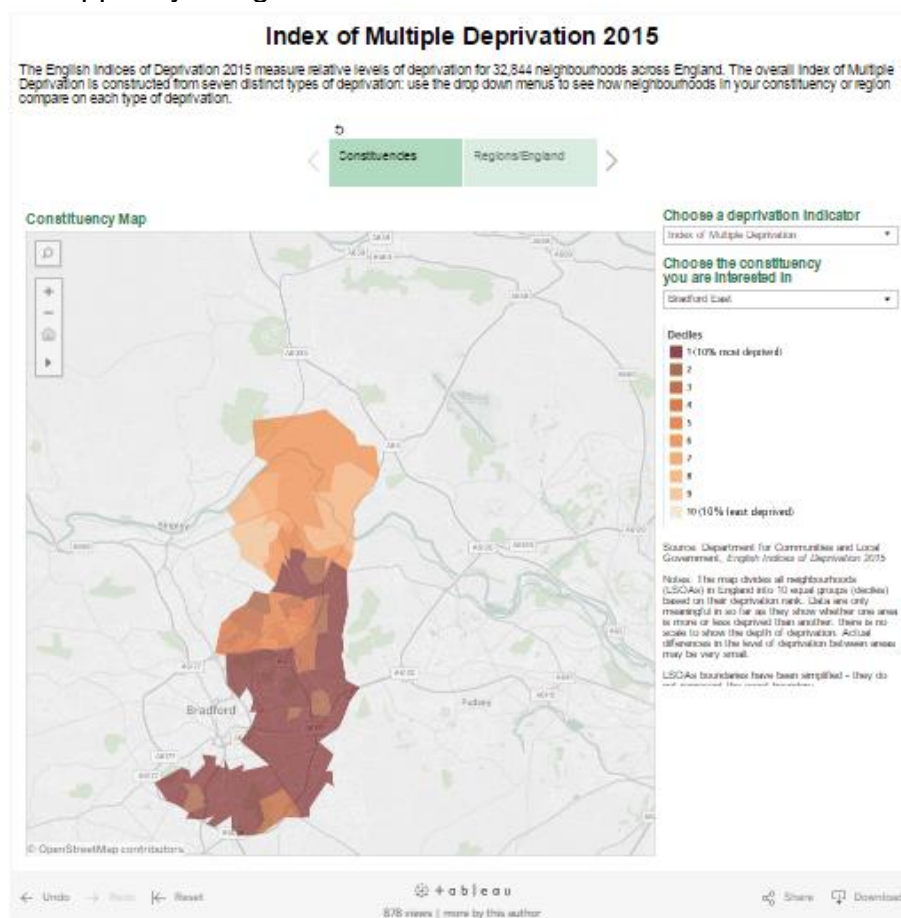 Index of Multiple Deprivation 2015
The English Indices of Deprivation 2015 measure relative levels of deprivation for 32,844 neighbourhoods across England. The overall Index of Multiple
Deprivation is constructed from seven distinct types of deprivation: use the drop down menus to see how neighbourhoods in your constituency or region
compare on each type of deprivation.
Constituencies
Regions/England
Constituency Map
Choose a deprivation indicator
Index of Multiple Deprivation
Choose the constituency
you are interested in
Bradford East
Deciles
1 (10% most deprived)
2
3
4
5
6
7
8
9
10 (10% least deprived)
Shipley
Bradford
Pudsey
Source: Department for Communities and Local
Government, English Indices of Deprivation 2015
Notes: The map divides all neighbourhoods
(LSOAs) in England into 10 equal groups (deciles)
based on their deprivation rank. Data are only
meaningful in so far as they show whether one area
is more or less deprived than another: there is no
scale to show the depth of deprivation. Actual
differences in the level of deprivation between areas
may be very small.
LSOAs boundaries have been simplified - they do
© OpenStreetMap contributors
Undo
Redo
Reset
+ a b l e a u
878 views | more by this author
Share
Download